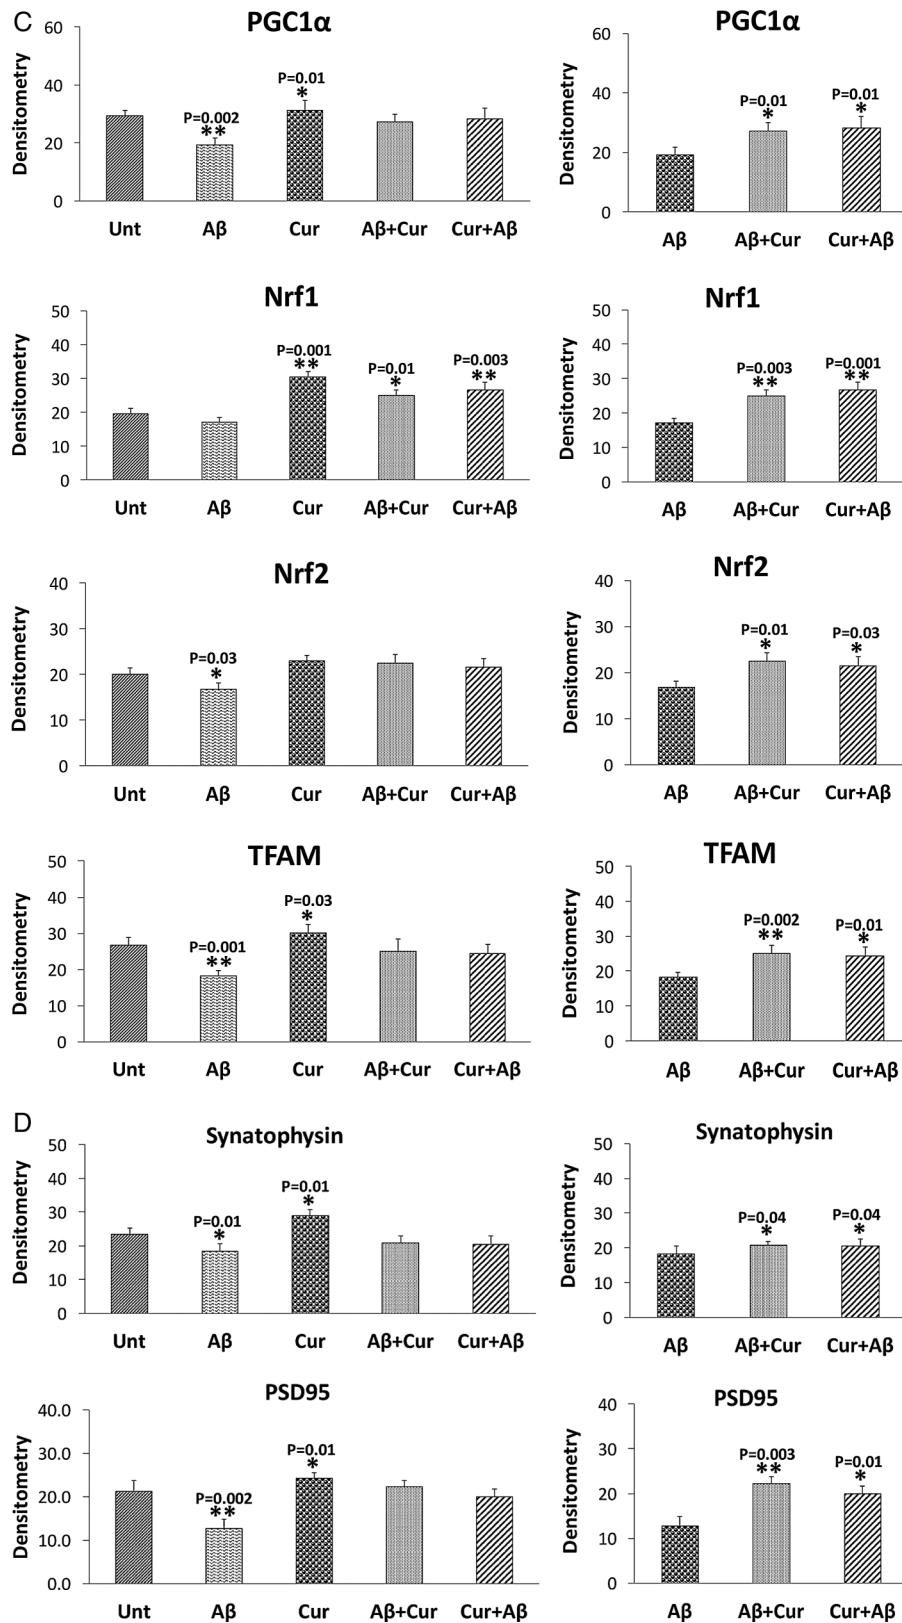 C
PGC1α
60
40
20
0
Densitometry
P=0.002
**
P=0.01
*
Unt Aβ Cur Aβ+Cur Cur+Aβ
PGC1α
60
40
20
0
Densitometry
P=0.01
*
P=0.01
*
Aβ Aβ+Cur Cur+Aβ
Nrf1
50
40
30
20
10
0
Densitometry
P=0.001
**
P=0.01
*
P=0.003
**
Unt Aβ Cur Aβ+Cur Cur+Aβ
Nrf1
50
40
30
20
10
0
Densitometry
P=0.003
**
P=0.001
**
Aβ Aβ+Cur Cur+Aβ
Nrf2
40
30
20
10
0
Densitometry
P=0.03
*
Unt Aβ Cur Aβ+Cur Cur+Aβ
Nrf2
40
30
20
10
0
Densitometry
P=0.01
*
P=0.03
*
Aβ Aβ+Cur Cur+Aβ
TFAM
50
40
30
20
10
0
Densitometry
P=0.001
**
P=0.03
*
Unt Aβ Cur Aβ+Cur Cur+Aβ
TFAM
50
40
30
20
10
0
Densitometry
P=0.002
**
P=0.01
*
Aβ Aβ+Cur Cur+Aβ
D
Synatophysin
50
40
30
20
10
0
Densitometry
P=0.01
*
P=0.01
*
Unt Aβ Cur Aβ+Cur Cur+Aβ
Synatophysin
50
40
30
20
10
0
Densitometry
P=0.04
*
P=0.04
*
Aβ Aβ+Cur Cur+Aβ
PSD95
40.0
30.0
20.0
10.0
0.0
Densitometry
P=0.002
**
P=0.01
*
Unt Aβ Cur Aβ+Cur Cur+Aβ
PSD95
40
30
20
10
0
Densitometry
P=0.003
**
P=0.01
*
Aβ Aβ+Cur Cur+Aβ